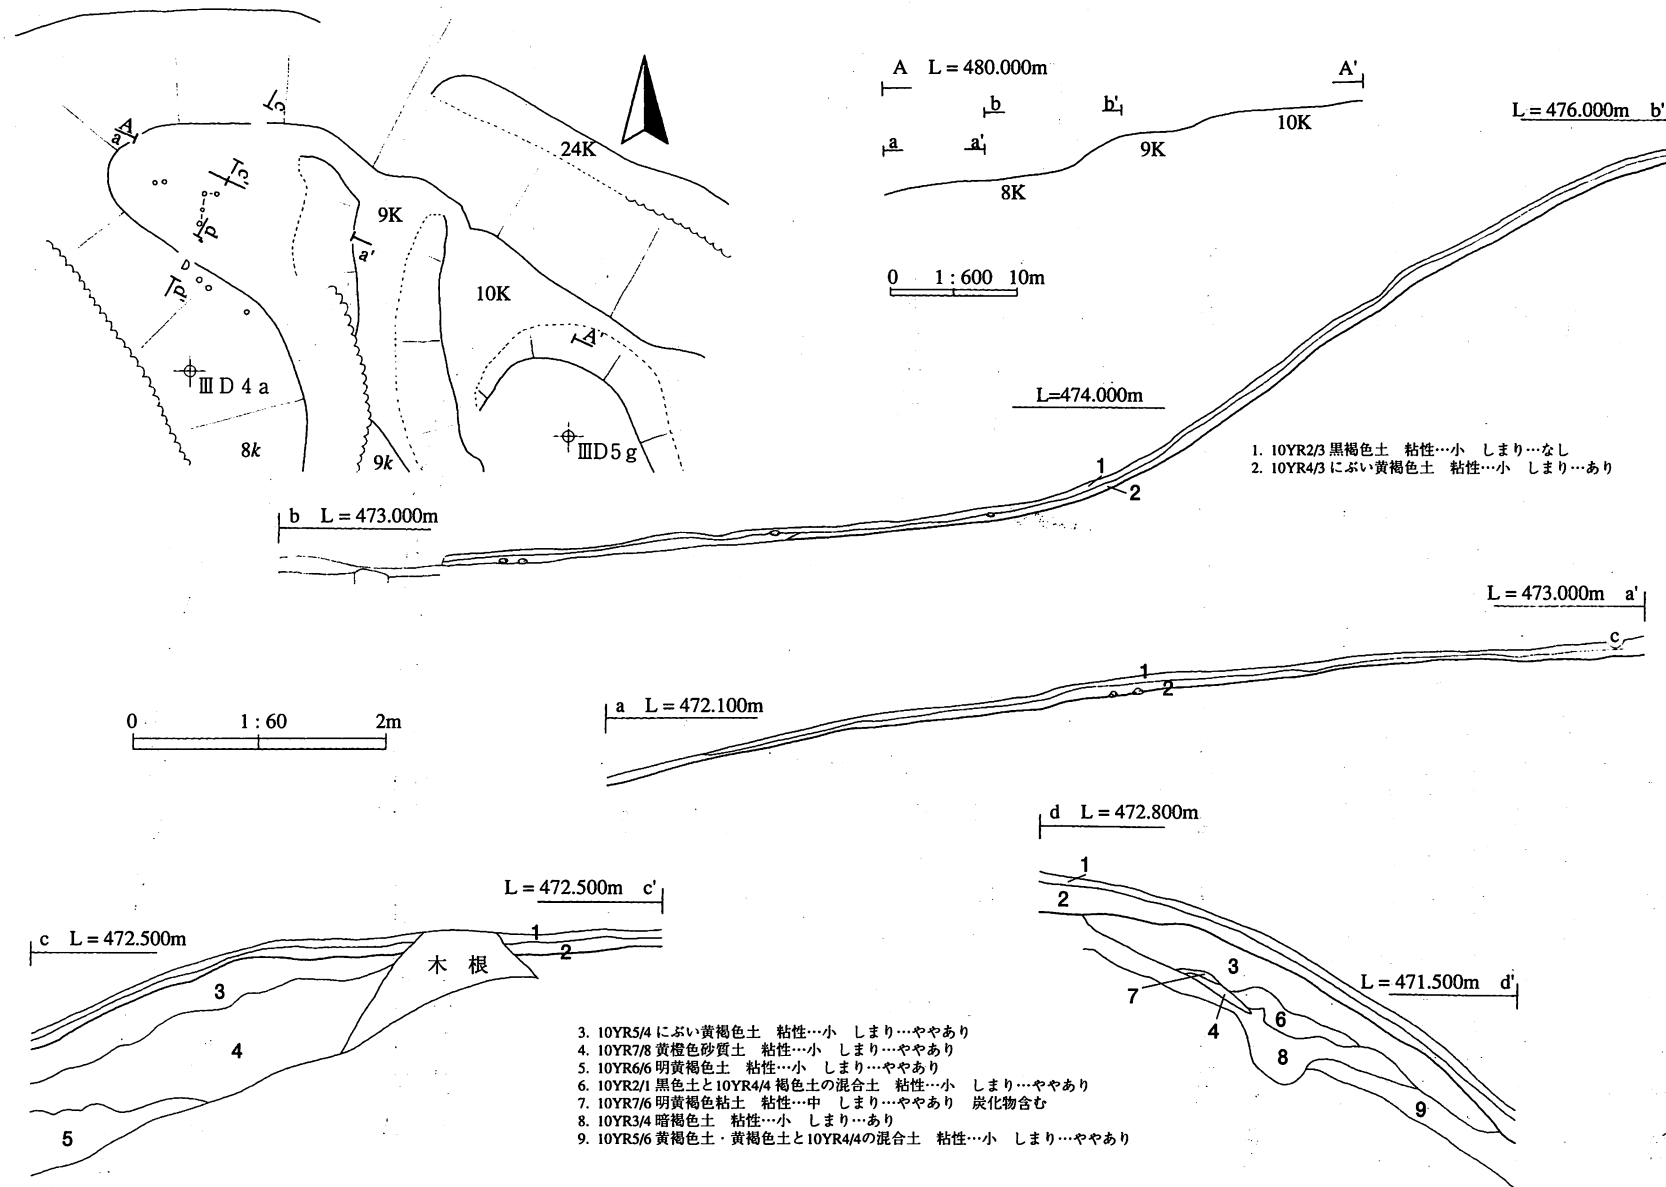 A
a
c
c'
d
d'
a'
9K
24K
10K
A'
ⅢD4a
8k
9k
ⅢD5g
A L = 480.000m A'
b b'
a a'
10K
9K
8K
0 1 : 600 10m
L = 476.000m b'
L=474.000m
1
2
b L = 473.000m
1. 10YR2/3 黒褐色土 粘性…小 しまり…なし
2. 10YR4/3 にぶい黄褐色土 粘性…小 しまり…あり
L = 473.000m a'
c
1
2
a L = 472.100m
0 1 : 60 2m
L = 472.500m c'
c L = 472.500m
1
2
木 根
3
4
5
d L = 472.800m
1
2
3
L = 471.500m d'
7
4
6
8
9
3. 10YR5/4 にぶい黄褐色土 粘性…小 しまり…ややあり
4. 10YR7/8 黄橙色砂質土 粘性…小 しまり…ややあり
5. 10YR6/6 明黄褐色土 粘性…小 しまり…ややあり
6. 10YR2/1 黒色土と10YR4/4 褐色土の混合土 粘性…小 しまり…ややあり
7. 10YR7/6 明黄褐色粘土 粘性…中 しまり…ややあり 炭化物含む
8. 10YR3/4 暗褐色土 粘性…小 しまり…あり
9. 10YR5/6 黄褐色土・黄褐色土と10YR4/4の混合土 粘性…小 しまり…ややあり